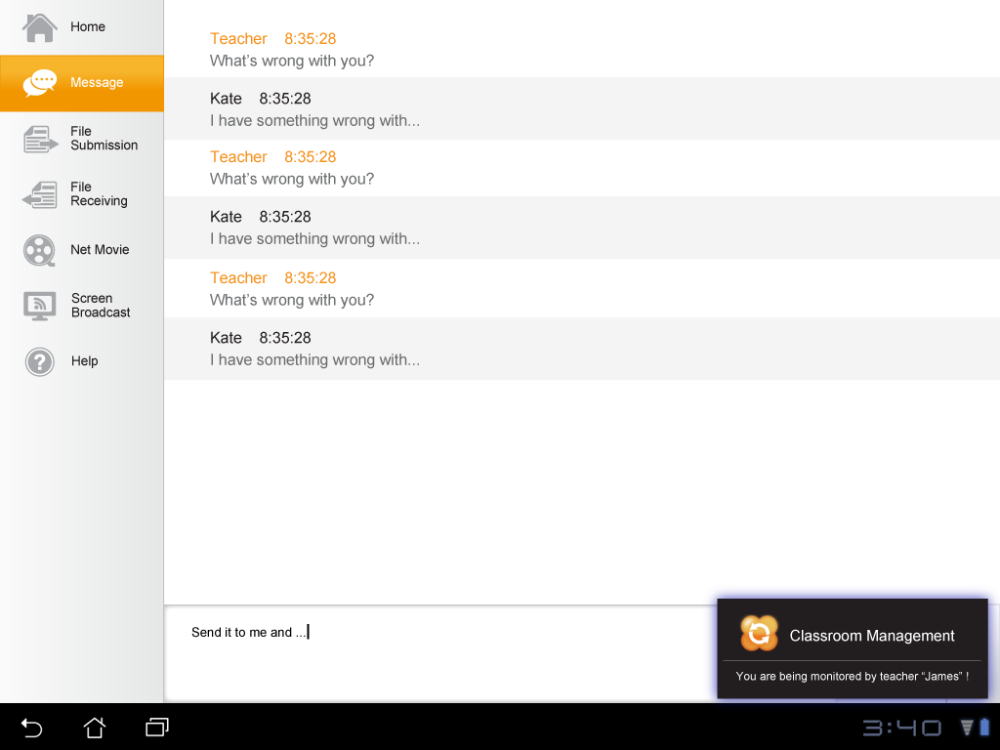 Home
Message
File
Submission
File
Receiving
Net Movie
Screen
Broadcast
Help
Teacher 8:35:28
What's wrong with you?
Kate 8:35:28
I have something wrong with...
Teacher 8:35:28
What's wrong with you?
Kate 8:35:28
I have something wrong with...
Teacher 8:35:28
What's wrong with you?
Kate 8:35:28
I have something wrong with...
Send it to me and ...
Classroom Management
You are being monitored by teacher “James” !
3:40